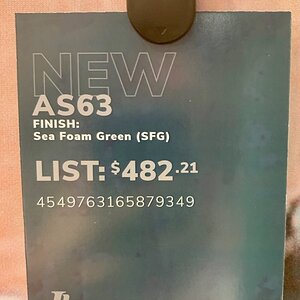 NEW
AS63
FINISH:
Sea Foam Green (SFG)
LIST: $482.21
4549763165879349